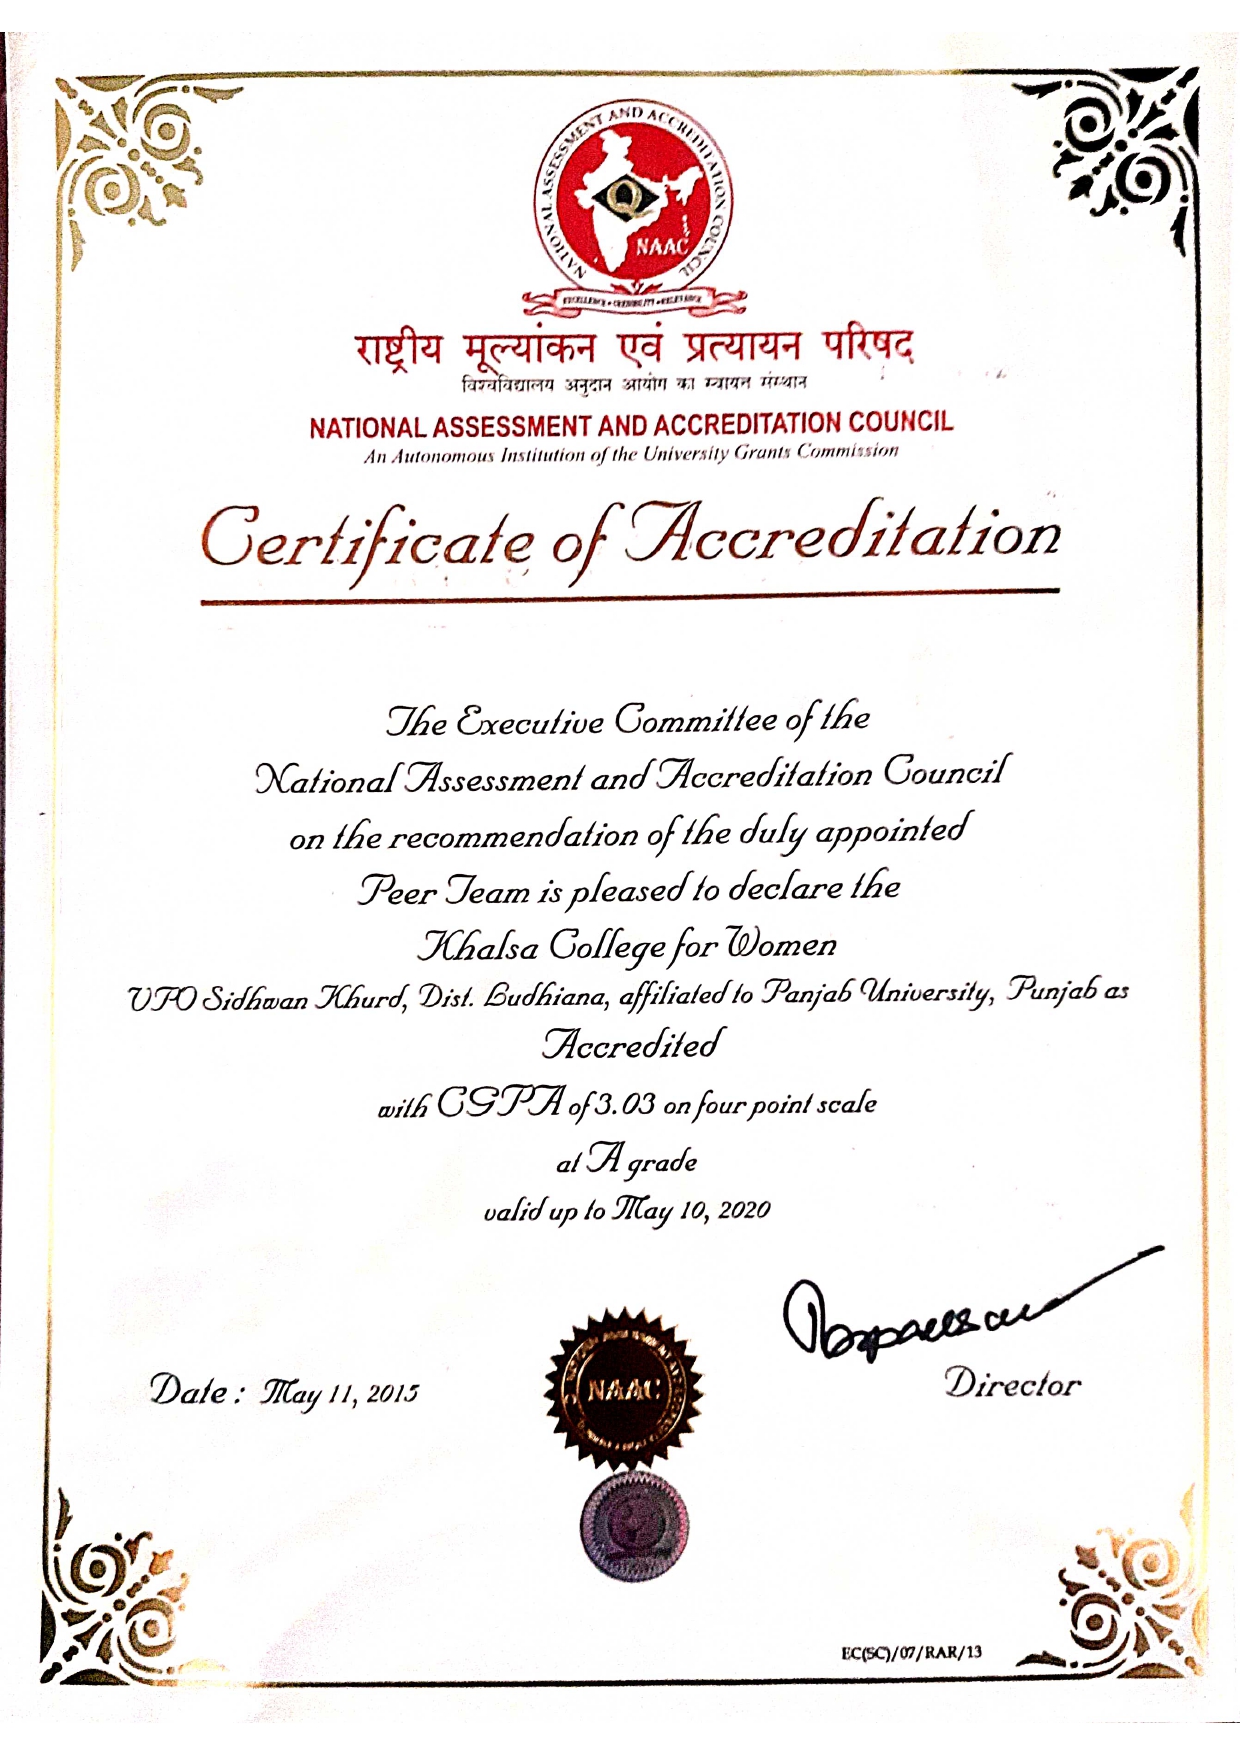 NATIONAL ASSESSMENT AND ACCREDITATION COUNCIL
Q
NAAC
EXCELLENCE • CREDIBILITY • RELEVANCE
राष्ट्रीय मूल्यांकन एवं प्रत्यायन परिषद
विश्वविद्यालय अनुदान आयोग का स्वायत्त संस्थान
NATIONAL ASSESSMENT AND ACCREDITATION COUNCIL
An Autonomous Institution of the University Grants Commission
Certificate of Accreditation
The Executive Committee of the
National Assessment and Accreditation Council
on the recommendation of the duly appointed
Peer Team is pleased to declare the
Khalsa College for Women
VPO Sidhwan Khurd, Dist. Ludhiana, affiliated to Panjab University, Punjab as
Accredited
with CGPA of 3.03 on four point scale
at A grade
valid up to May 10, 2020
Date : May 11, 2015
NAAC
Director
EC(SC)/07/RAR/13